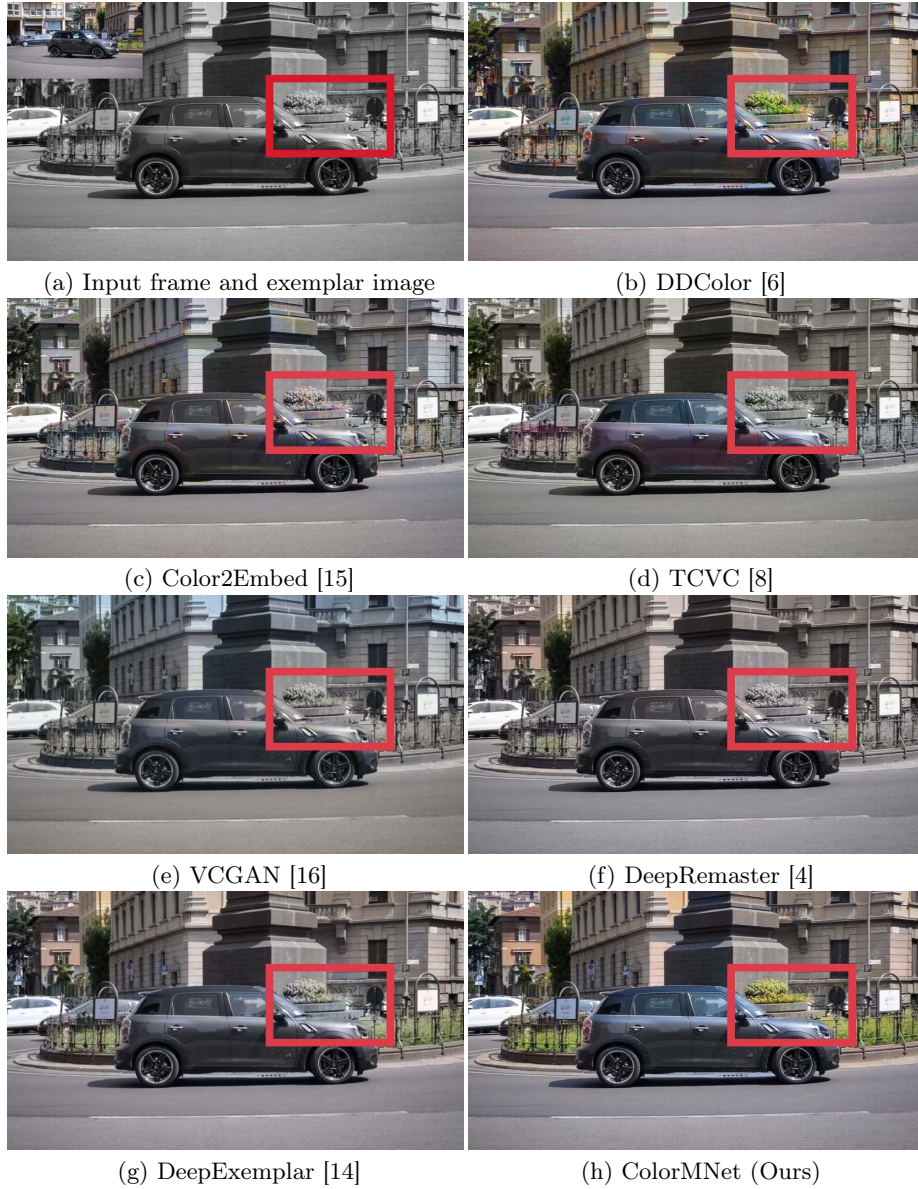 (a) Input frame and exemplar image
(b) DDColor [6]
(c) Color2Embed [15]
(d) TCVC [8]
(e) VCGAN [16]
(f) DeepRemaster [4]
(g) DeepExemplar [14]
(h) ColorMNet (Ours)